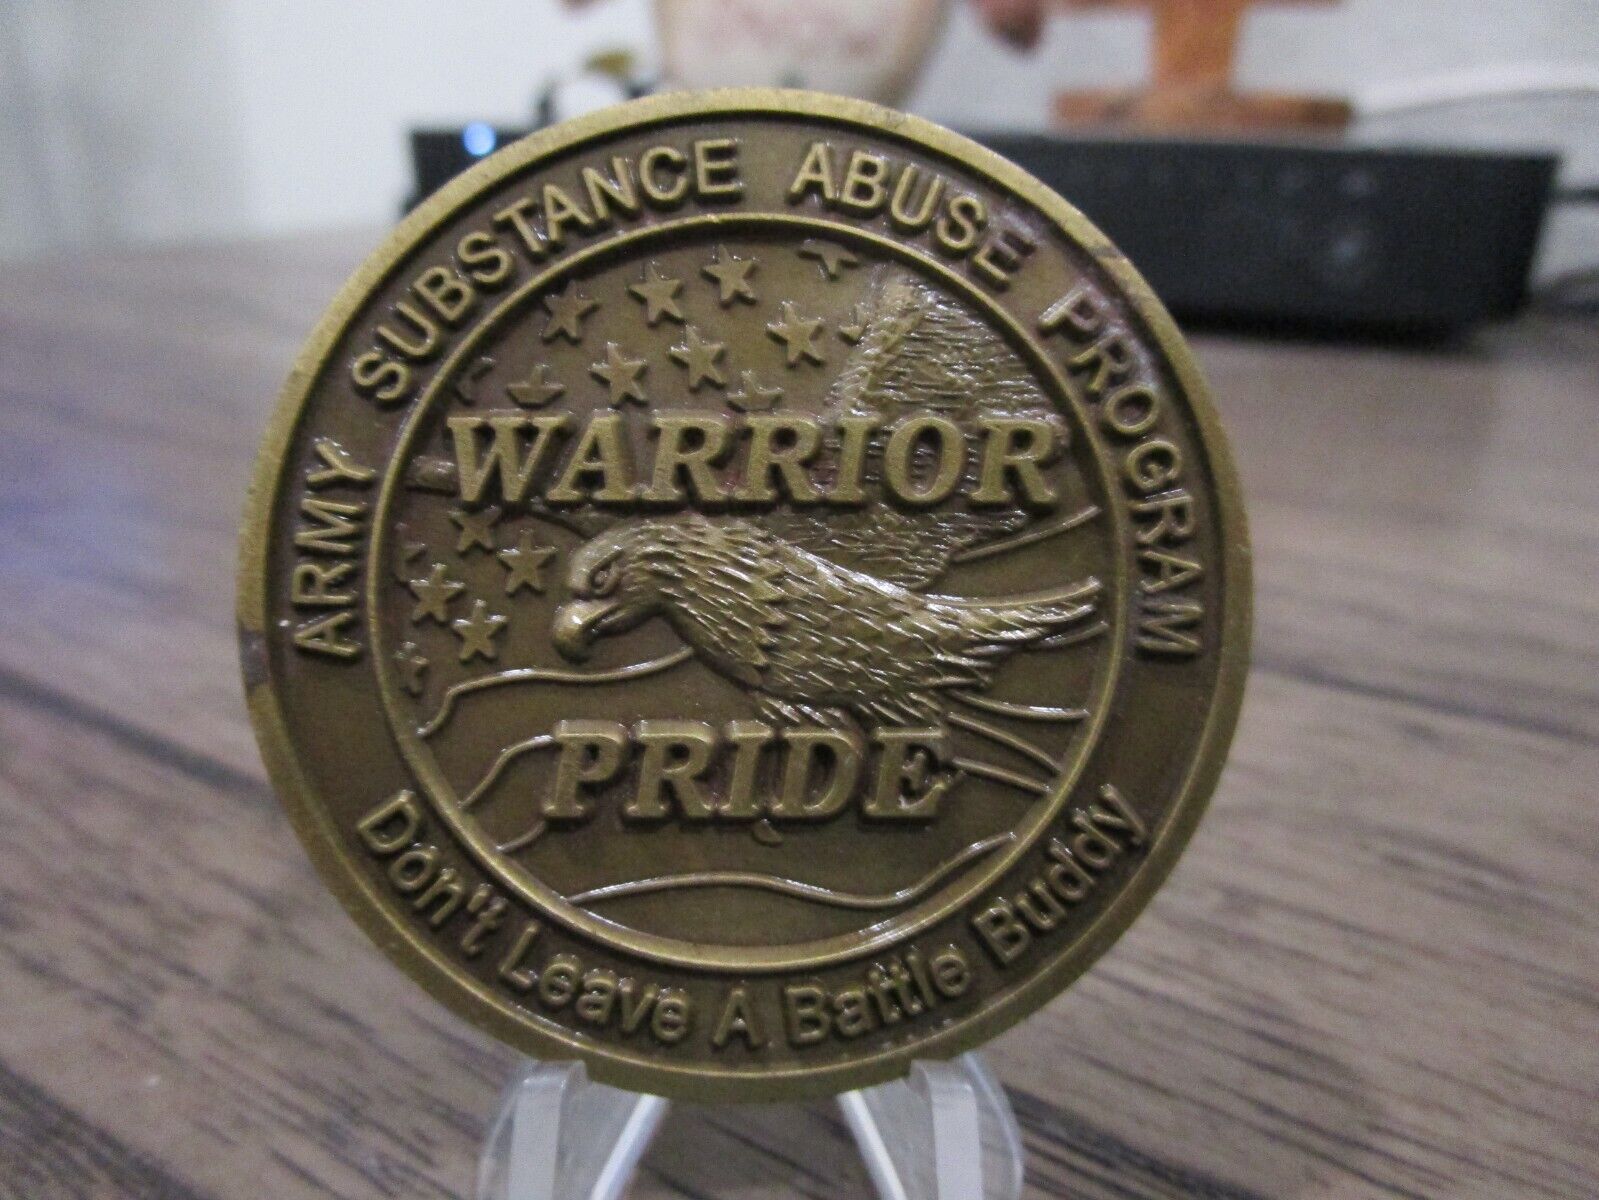 ARMY SUBSTANCE ABUSE PROGRAM
WARRIOR
PRIDE
Don't Leave A Battle Buddy